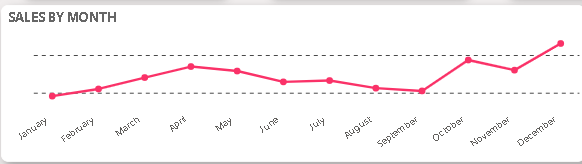 SALES BY MONTH
January
February
March
April
May
June
July
August
September
October
November
December